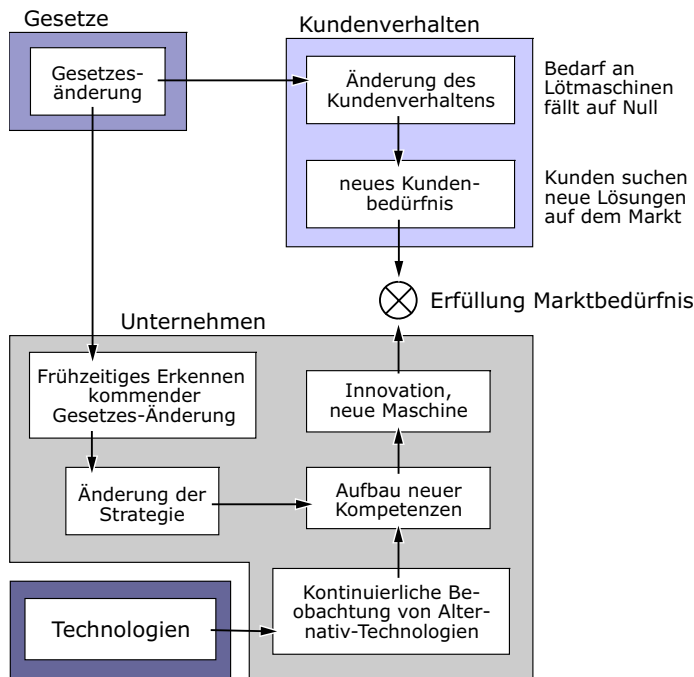 Gesetze
Gesetzes-
änderung
Kundenverhalten
Änderung des
Kundenverhaltens
Bedarf an
Lötmaschinen
fällt auf Null
neues Kunden-
bedürfnis
Kunden suchen
neue Lösungen
auf dem Markt
Erfüllung Marktbedürfnis
Unternehmen
Frühzeitiges Erkennen
kommender
Gesetzes-Änderung
Innovation,
neue Maschine
Änderung der
Strategie
Aufbau neuer
Kompetenzen
Kontinuierliche Be-
obachtung von Alter-
nativ-Technologien
Technologien